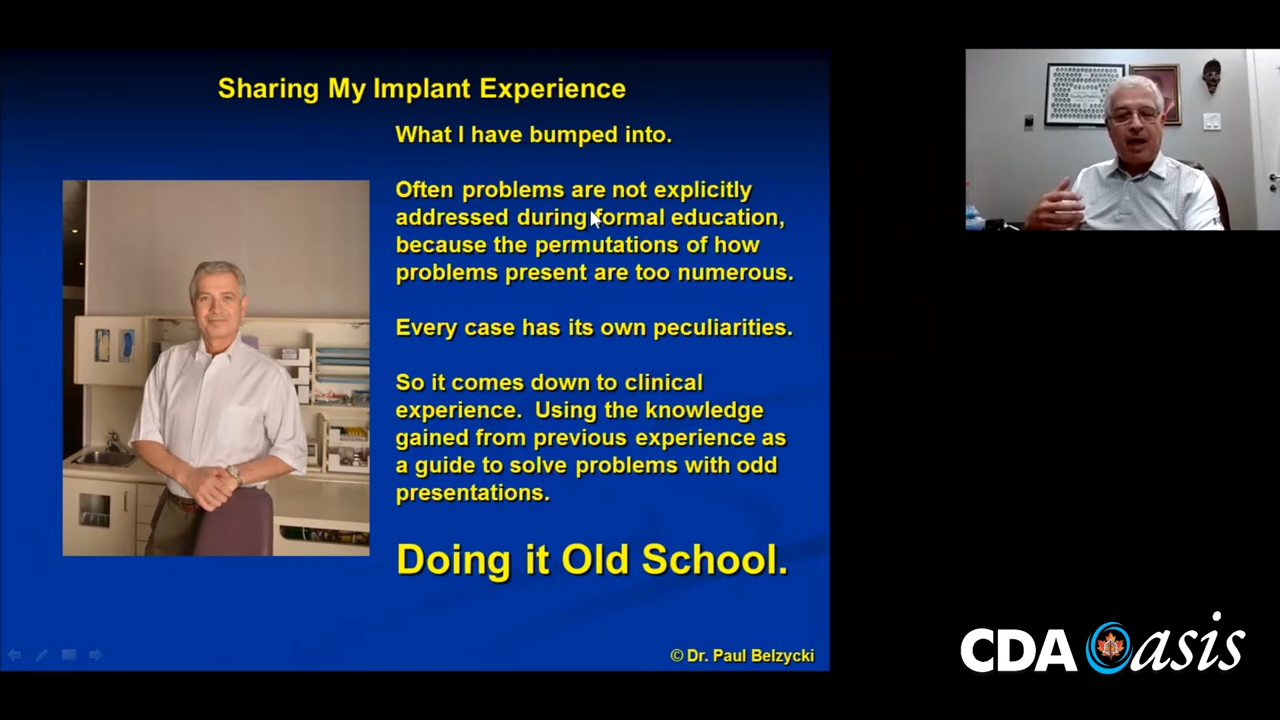 Sharing My Implant Experience
What I have bumped into.
Often problems are not explicitly
addressed during formal education,
because the permutations of how
problems present are too numerous.
Every case has its own peculiarities.
So it comes down to clinical
experience. Using the knowledge
gained from previous experience as
a guide to solve problems with odd
presentations.
Doing it Old School.
© Dr. Paul Belzycki
CDA Oasis